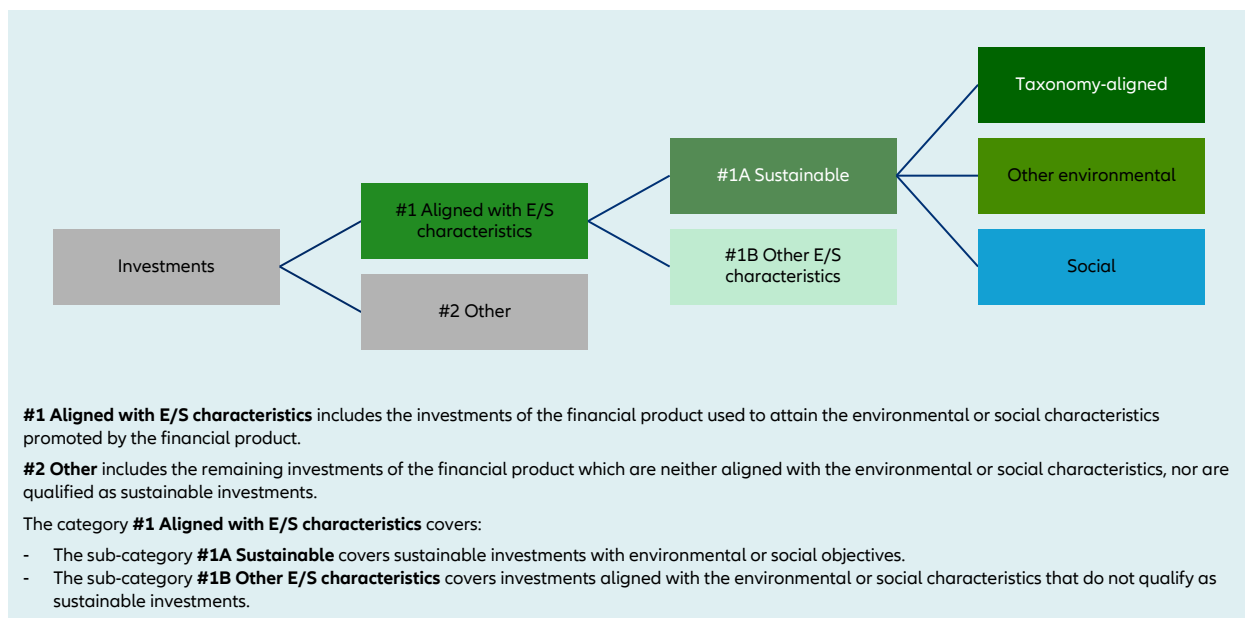 Taxonomy-aligned
#1A Sustainable
Other environmental
#1 Aligned with E/S
characteristics
Investments
#1B Other E/S
characteristics
Social
#2 Other
#1 Aligned with E/S characteristics includes the investments of the financial product used to attain the environmental or social characteristics
promoted by the financial product.
#2 Other includes the remaining investments of the financial product which are neither aligned with the environmental or social characteristics, nor are
qualified as sustainable investments.
The category #1 Aligned with E/S characteristics covers:
- The sub-category #1A Sustainable covers sustainable investments with environmental or social objectives.
- The sub-category #1B Other E/S characteristics covers investments aligned with the environmental or social characteristics that do not qualify as
sustainable investments.